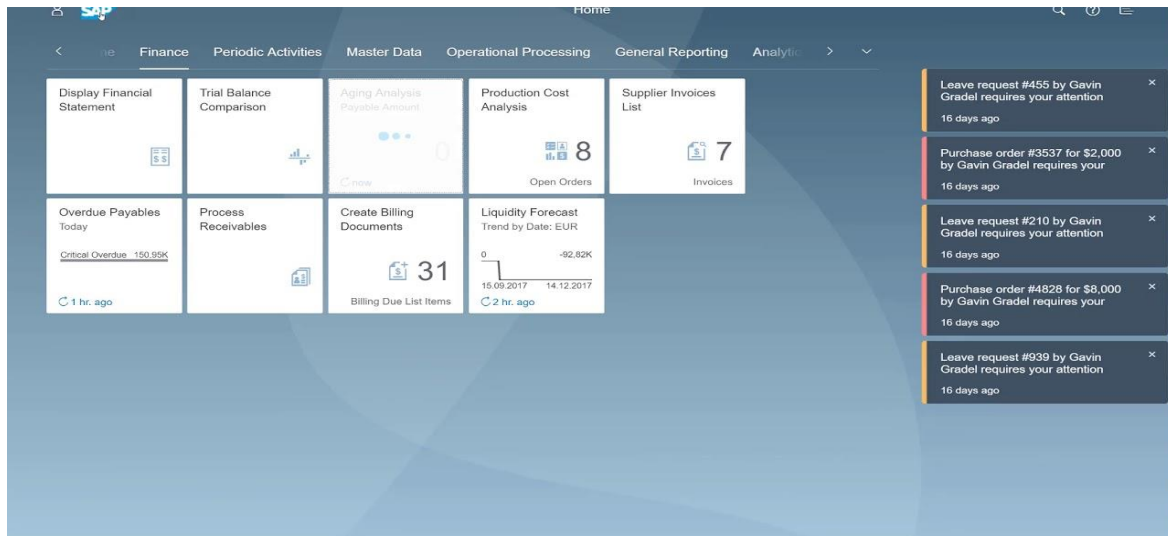 SAP
Home
Finance Periodic Activities Master Data Operational Processing General Reporting
Display Financial
Statement
Trial Balance
Comparison
Aging Analysis
Payable Amount
0
now
Production Cost
Analysis
8
Open Orders
Supplier Invoices
List
7
Invoices
Overdue Payables
Today
Critical Overdue 150,95K
1 hr. ago
Process
Receivables
Create Billing
Documents
31
Billing Due List Items
Liquidity Forecast
Trend by Date: EUR
0 -92,82K
15.09.2017 14.12.2017
2 hr. ago
Leave request #455 by Gavin
Gradel requires your attention
16 days ago
Purchase order #3537 for $2,000
by Gavin Gradel requires your
16 days ago
Leave request #210 by Gavin
Gradel requires your attention
16 days ago
Purchase order #4828 for $8,000
by Gavin Gradel requires your
16 days ago
Leave request #939 by Gavin
Gradel requires your attention
16 days ago